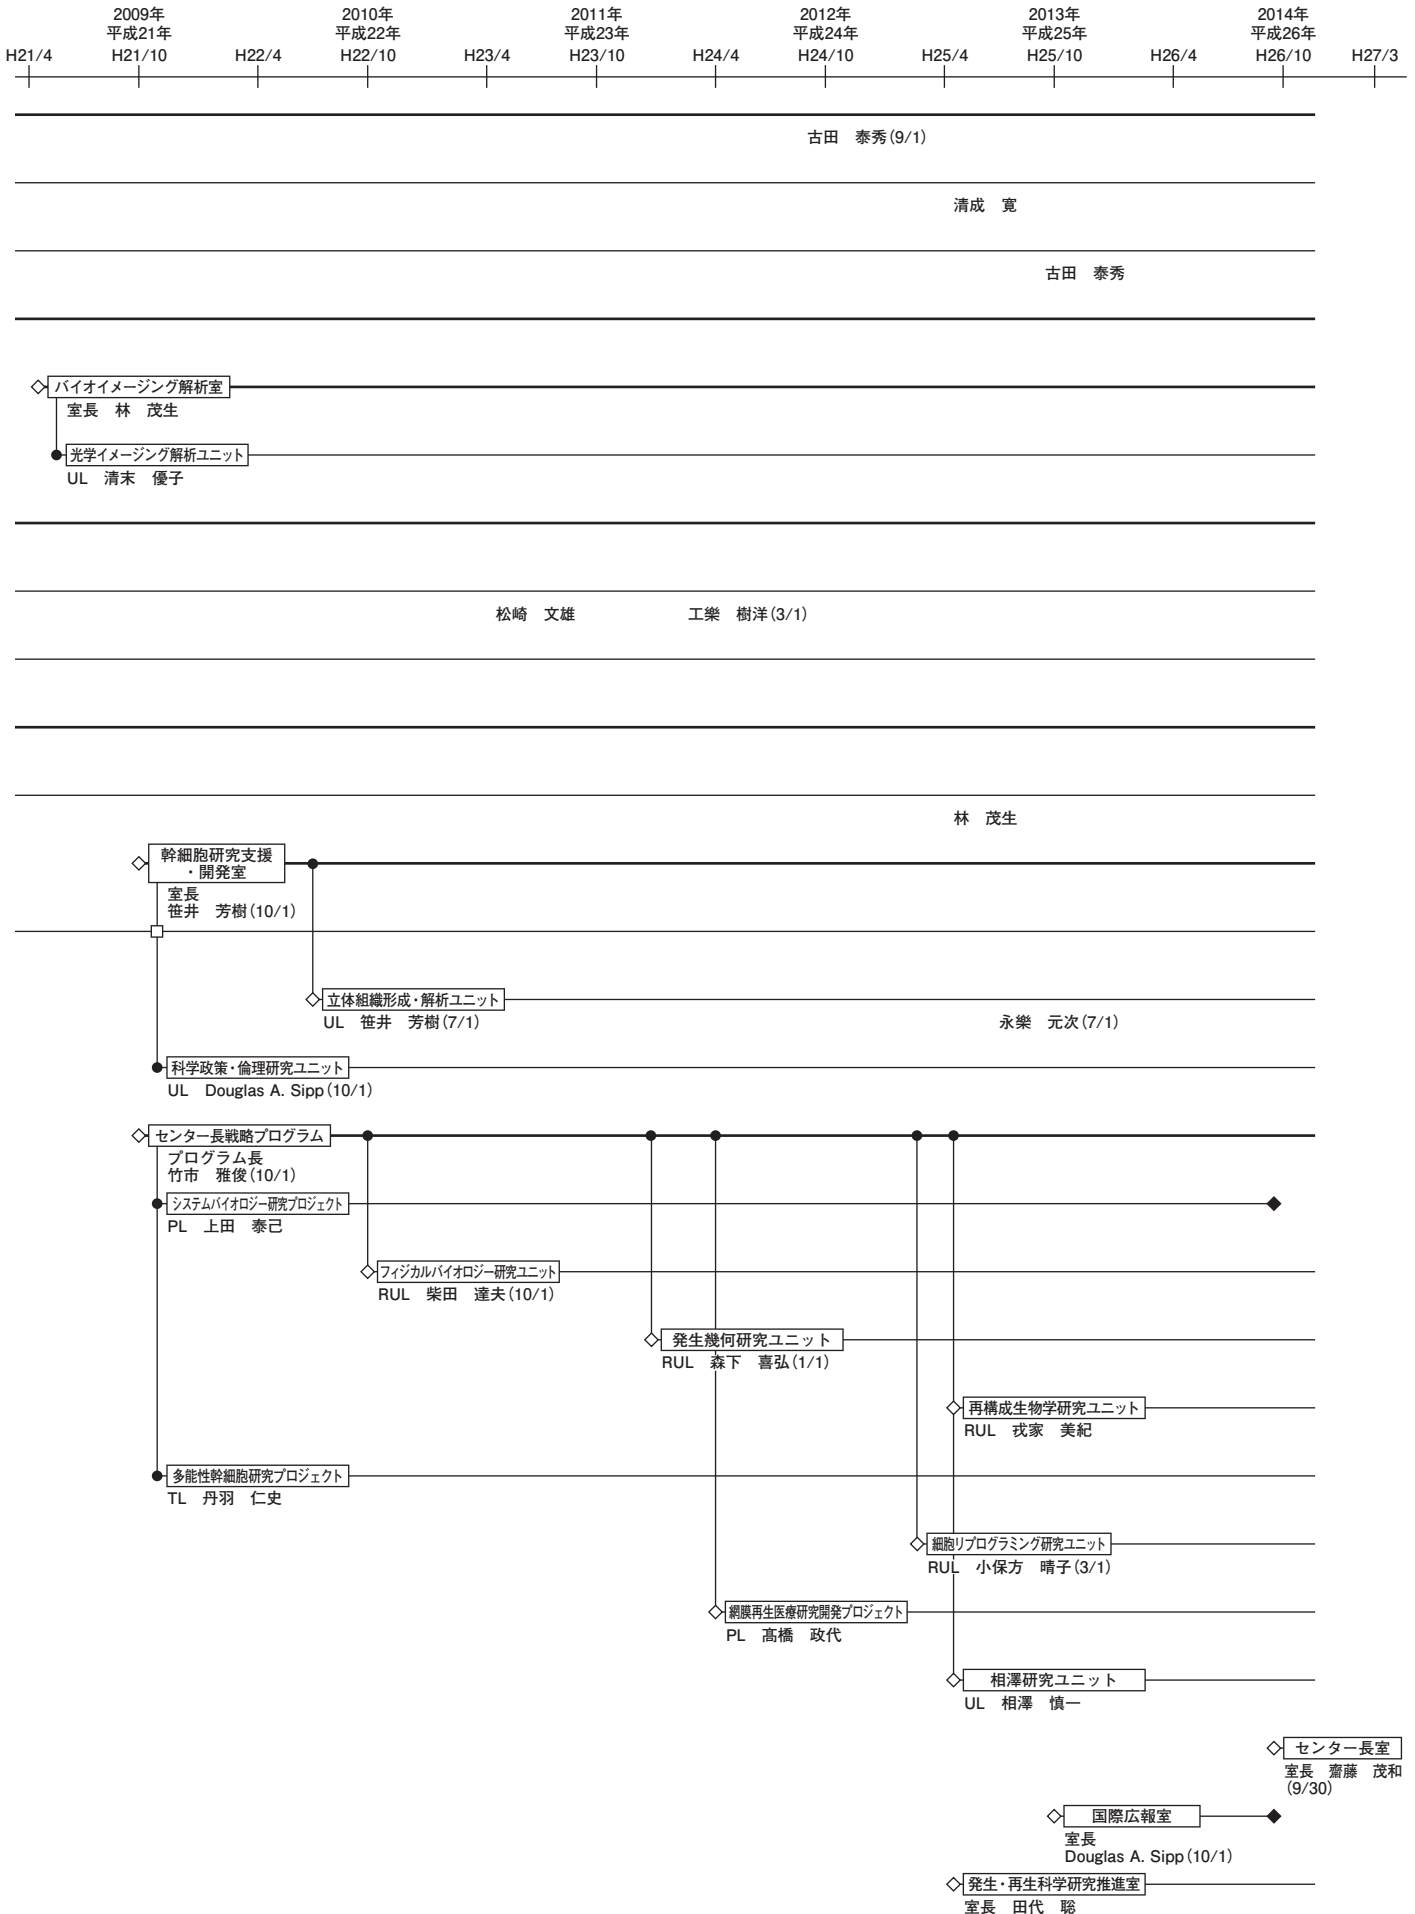 2009年
平成21年
2010年
平成22年
2011年
平成23年
2012年
平成24年
2013年
平成25年
2014年
平成26年
H21/4
H21/10
H22/4
H22/10
H23/4
H23/10
H24/4
H24/10
H25/4
H25/10
H26/4
H26/10
H27/3
古田　泰秀(9/1)
清成　寛
古田　泰秀
バイオイメージング解析室
室長　林　茂生
光学イメージング解析ユニット
UL　清末　優子
松崎　文雄
工樂　樹洋(3/1)
林　茂生
幹細胞研究支援
・開発室
室長
笹井　芳樹(10/1)
立体組織形成・解析ユニット
UL　笹井　芳樹(7/1)
永樂　元次(7/1)
科学政策・倫理研究ユニット
UL　Douglas A. Sipp(10/1)
センター長戦略プログラム
プログラム長
竹市　雅俊(10/1)
システムバイオロジー研究プロジェクト
PL　上田　泰己
フィジカルバイオロジー研究ユニット
RUL　柴田　達夫(10/1)
発生幾何研究ユニット
RUL　森下　喜弘(1/1)
再構成生物学研究ユニット
RUL　戎家　美紀
多能性幹細胞研究プロジェクト
TL　丹羽　仁史
細胞リプログラミング研究ユニット
RUL　小保方　晴子(3/1)
網膜再生医療研究開発プロジェクト
PL　髙橋　政代
相澤研究ユニット
UL　相澤　慎一
センター長室
室長　齋藤　茂和
(9/30)
国際広報室
室長
Douglas A. Sipp(10/1)
発生・再生科学研究推進室
室長　田代　聡